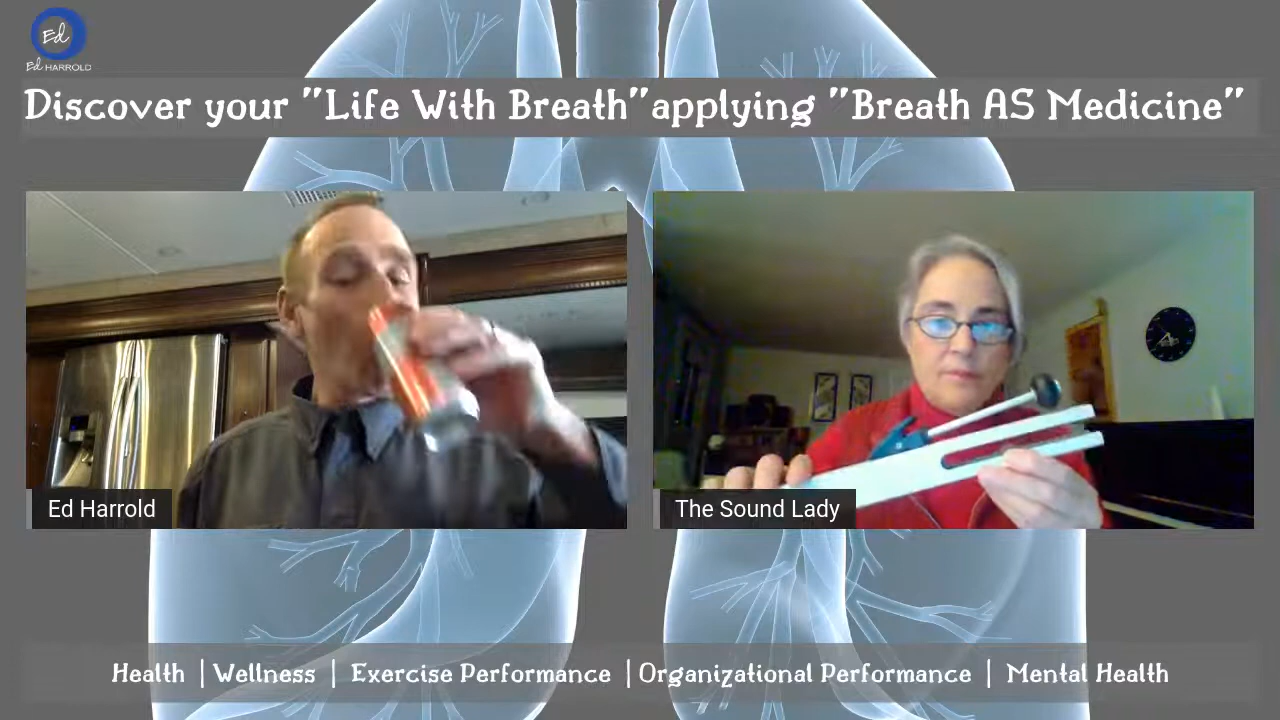 Ed
Ed HARROLD
Discover your "Life With Breath" applying "Breath AS Medicine"
Ed Harrold
The Sound Lady
Health | Wellness | Exercise Performance | Organizational Performance | Mental Health